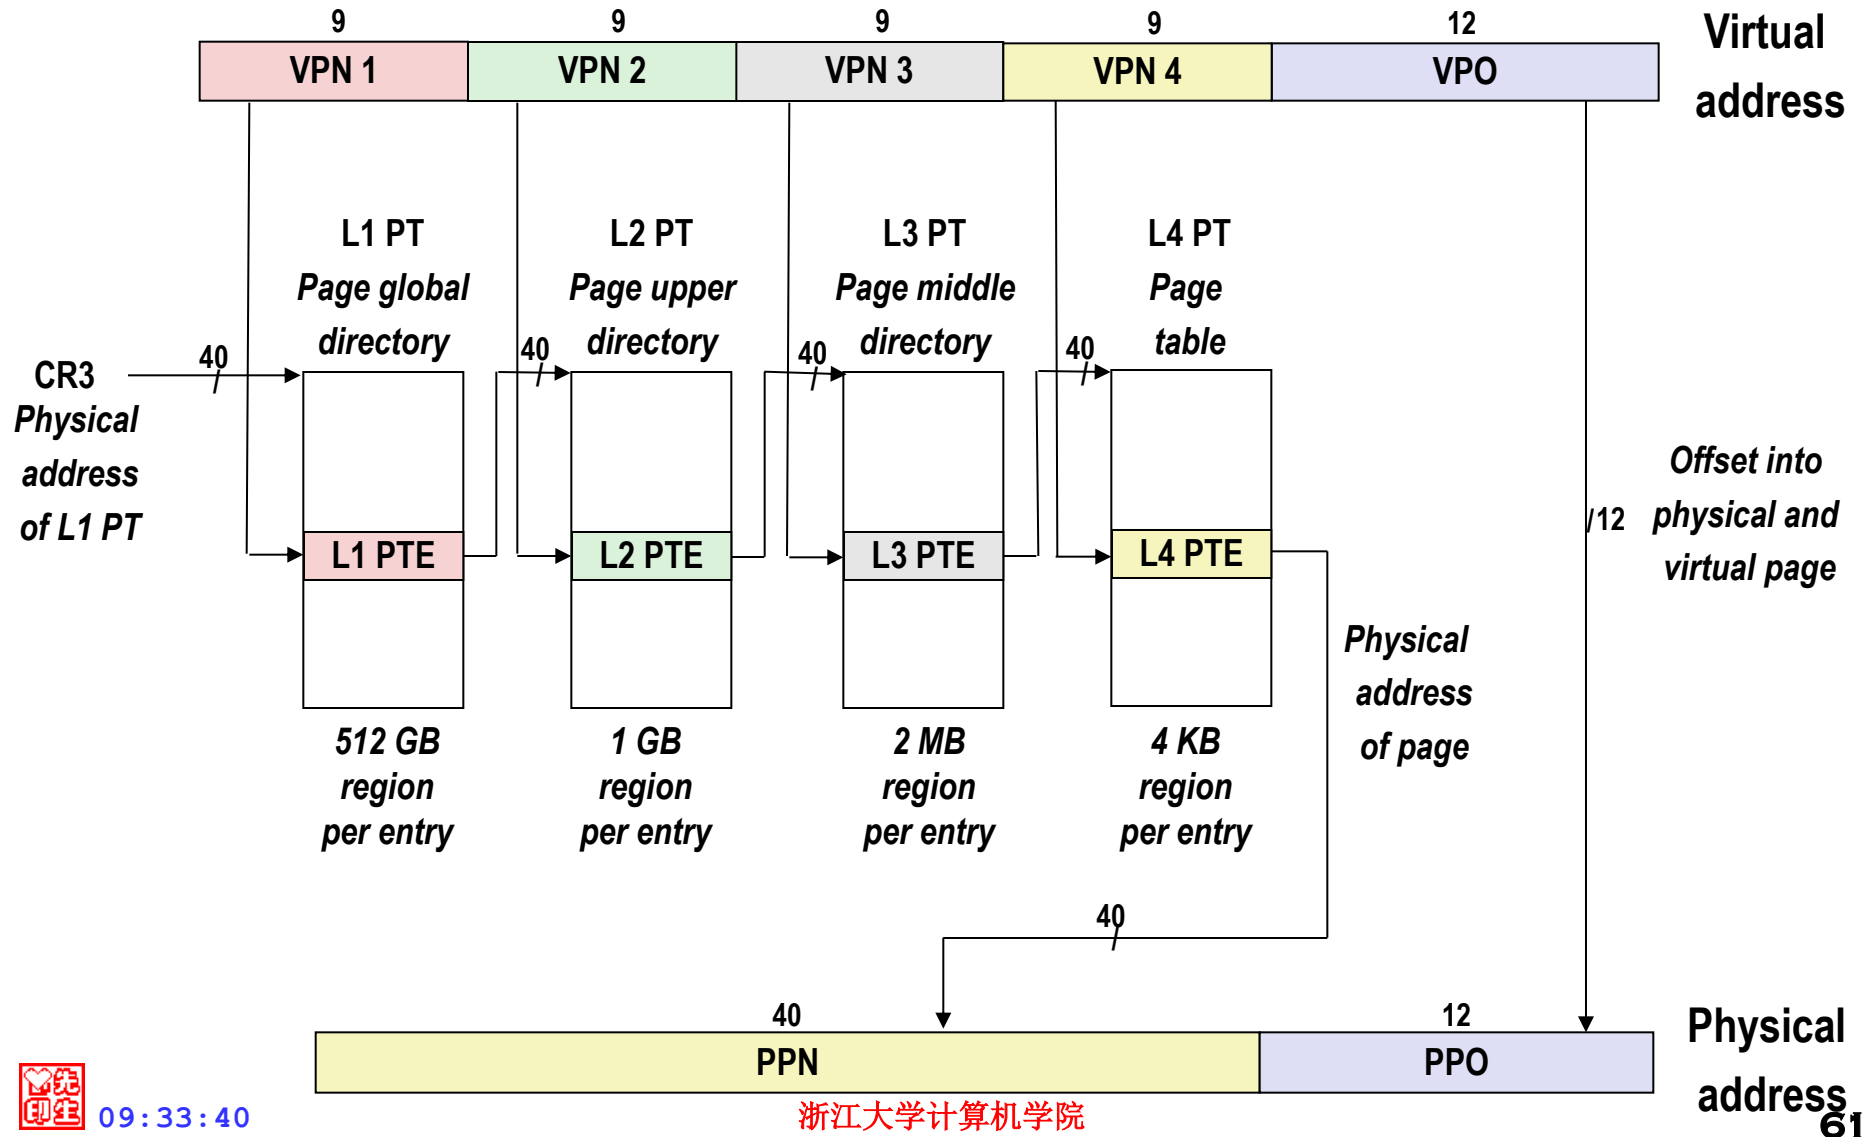 9 9 9 9 12
VPN 1 VPN 2 VPN 3 VPN 4 VPO
Virtual
address
L1 PT
Page global
directory
L2 PT
Page upper
directory
L3 PT
Page middle
directory
L4 PT
Page
table
40 40 40 40
CR3
Physical
address
of L1 PT
L1 PTE L2 PTE L3 PTE L4 PTE
/12
Offset into
physical and
virtual page
512 GB
region
per entry
1 GB
region
per entry
2 MB
region
per entry
4 KB
region
per entry
Physical
address
of page
40
40 12
PPN PPO
Physical
address
先生印
09:33:40
浙江大学计算机学院
61